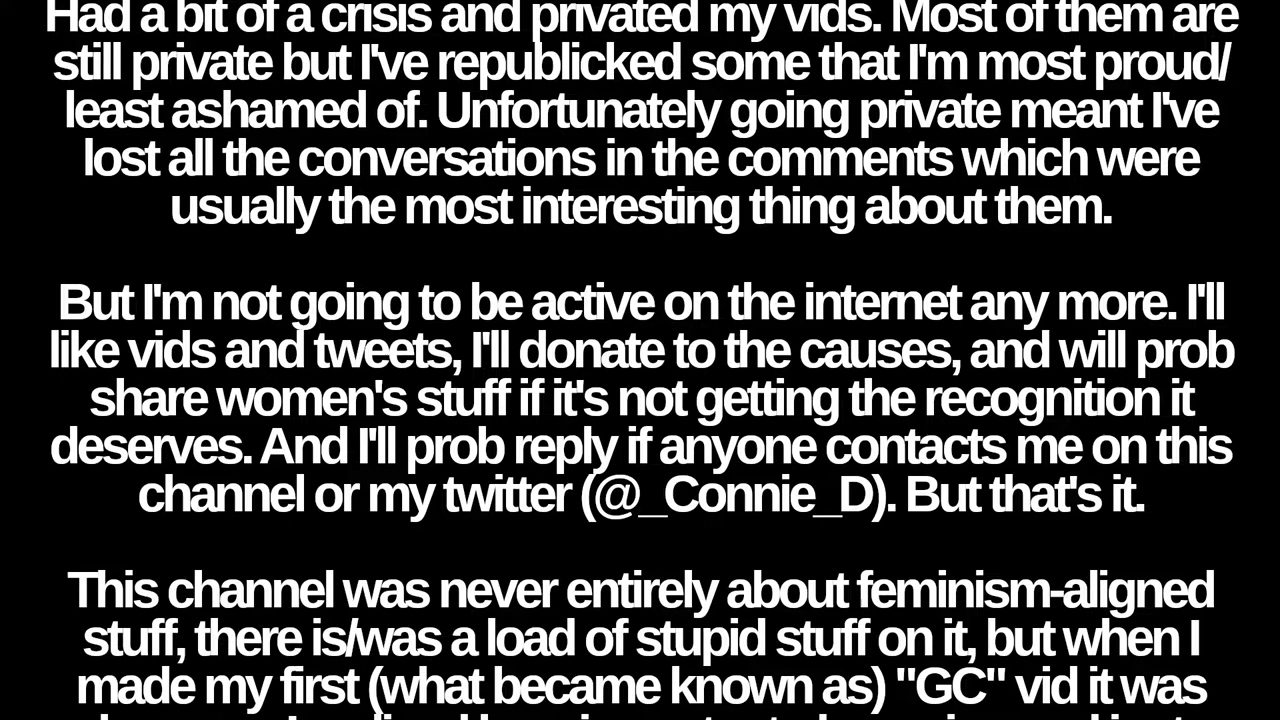 Had a bit of a crisis and privated my vids. Most of them are
still private but I've republicked some that I'm most proud/
least ashamed of. Unfortunately going private meant I've
lost all the conversations in the comments which were
usually the most interesting thing about them.
But I'm not going to be active on the internet any more. I'll
like vids and tweets, I'll donate to the causes, and will prob
share women's stuff if it's not getting the recognition it
deserves. And I'll prob reply if anyone contacts me on this
channel or my twitter (@_Connie_D). But that's it.
This channel was never entirely about feminism-aligned
stuff, there is/was a load of stupid stuff on it, but when I
made my first (what became known as) "GC" vid it was